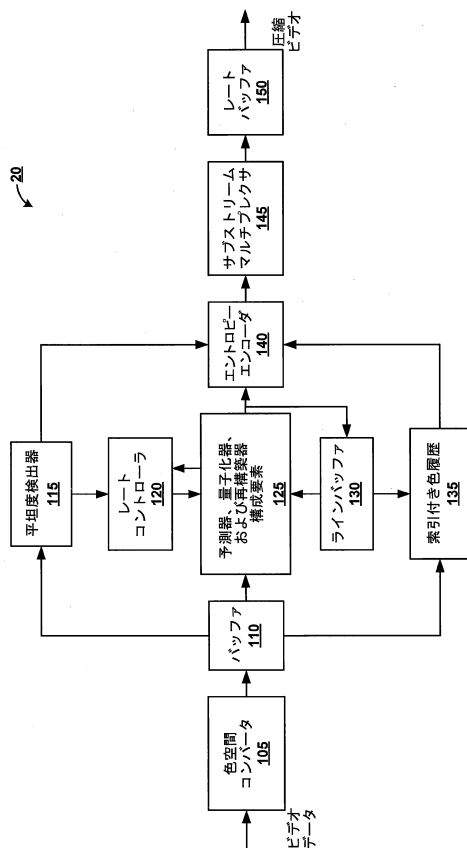 20
ビデオ
データ
色空間
コンバータ
105
バッファ
110
平坦度検出器
115
レート
コントローラ
120
予測器、量子化器、
および再構築器
構成要素
125
ラインバッファ
130
索引付き色履歴
135
エントロピー
エンコーダ
140
サブストリーム
マルチプレクサ
145
レート
バッファ
150
圧縮
ビデオ